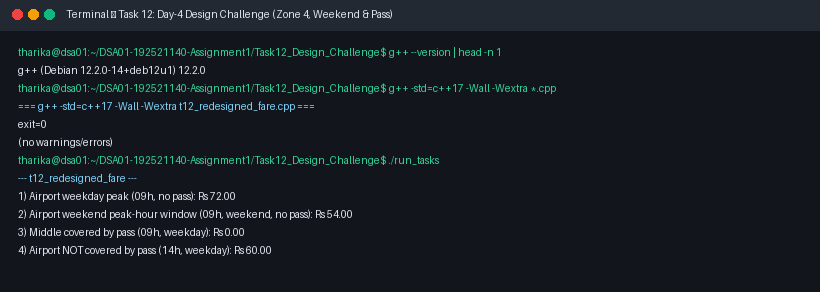 Terminal▯ Task 12: Day-4 Design Challenge (Zone 4, Weekend & Pass)
tharika@dsa01:~/DSA01-192521140-Assignment1/Task12_Design_Challenge$ g++ --version | head -n 1
g++ (Debian 12.2.0-14+deb12u1) 12.2.0
tharika@dsa01:~/DSA01-192521140-Assignment1/Task12_Design_Challenge$ g++ -std=c++17 -Wall -Wextra *.cpp
=== g++ -std=c++17 -Wall -Wextra t12_redesigned_fare.cpp ===
exit=0
(no warnings/errors)
tharika@dsa01:~/DSA01-192521140-Assignment1/Task12_Design_Challenge$ ./run_tasks
--- t12_redesigned_fare ---
1) Airport weekday peak (09h, no pass): Rs 72.00
2) Airport weekend peak-hour window (09h, weekend, no pass): Rs 54.00
3) Middle covered by pass (09h, weekday): Rs 0.00
4) Airport NOT covered by pass (14h, weekday): Rs 60.00